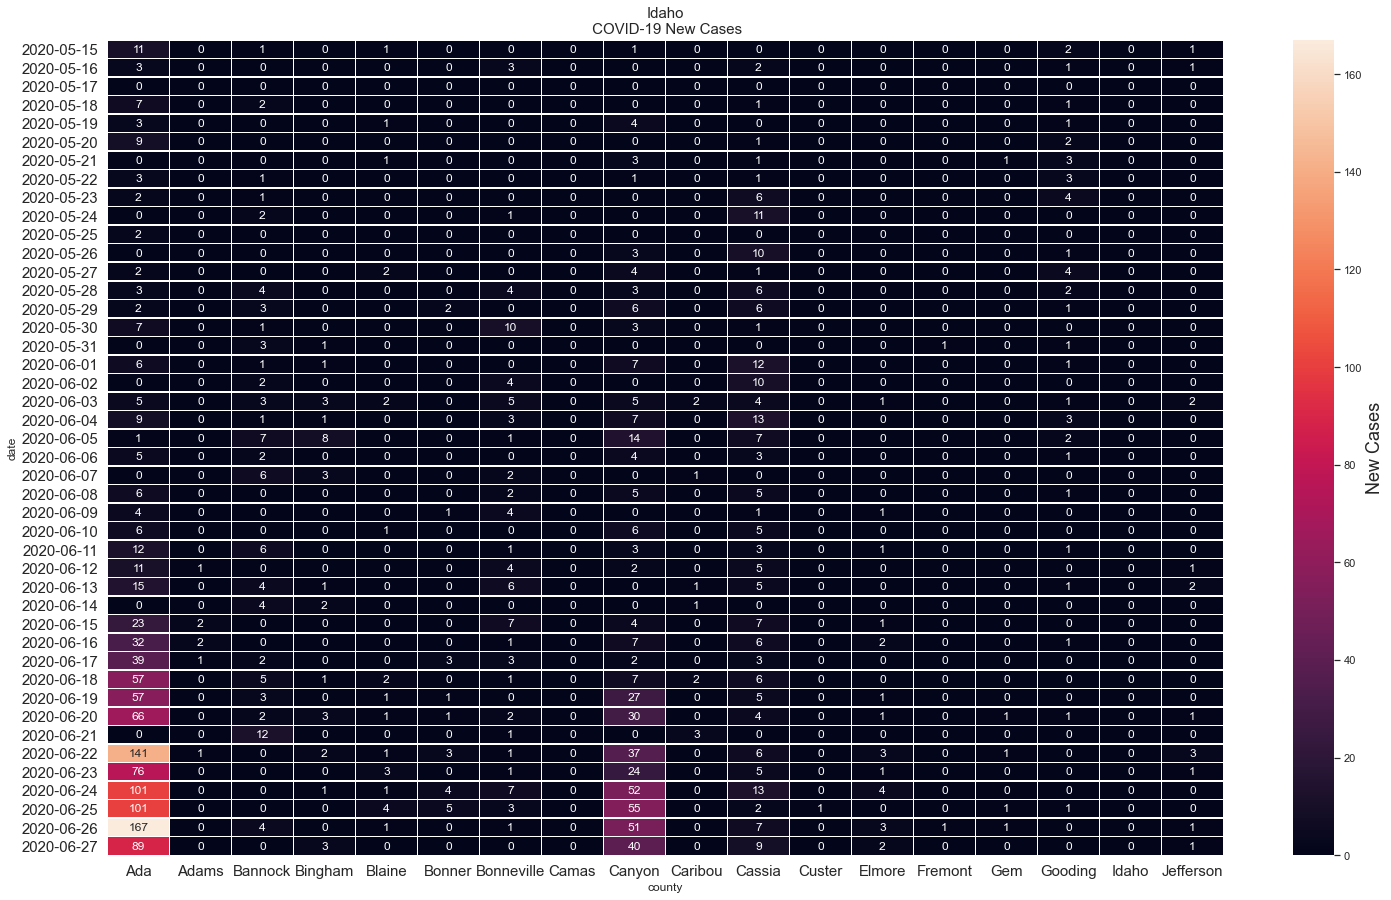 Idaho
COVID-19 New Cases
2020-05-15 11 0 1 0 1 0 0 0 1 0 0 0 0 0 0 2 0 1
2020-05-16 3 0 0 0 0 0 3 0 0 0 2 0 0 0 0 1 0 1
2020-05-17 0 0 0 0 0 0 0 0 0 0 0 0 0 0 0 0 0 0
2020-05-18 7 0 2 0 0 0 0 0 0 0 1 0 0 0 0 1 0 0
2020-05-19 3 0 0 0 1 0 0 0 4 0 0 0 0 0 0 1 0 0
2020-05-20 9 0 0 0 0 0 0 0 0 0 1 0 0 0 0 2 0 0
2020-05-21 0 0 0 0 1 0 0 0 3 0 1 0 0 0 1 3 0 0
2020-05-22 3 0 1 0 0 0 0 0 1 0 1 0 0 0 0 3 0 0
2020-05-23 2 0 1 0 0 0 0 0 0 0 6 0 0 0 0 4 0 0
2020-05-24 0 0 2 0 0 0 1 0 0 0 11 0 0 0 0 0 0 0
2020-05-25 2 0 0 0 0 0 0 0 0 0 0 0 0 0 0 0 0 0
2020-05-26 0 0 0 0 0 0 0 0 3 0 10 0 0 0 0 1 0 0
2020-05-27 2 0 0 0 2 0 0 0 4 0 1 0 0 0 0 4 0 0
2020-05-28 3 0 4 0 0 0 4 0 3 0 6 0 0 0 0 2 0 0
2020-05-29 2 0 3 0 0 2 0 0 6 0 6 0 0 0 0 1 0 0
2020-05-30 7 0 1 0 0 0 10 0 3 0 1 0 0 0 0 0 0 0
2020-05-31 0 0 3 1 0 0 0 0 0 0 0 0 0 1 0 1 0 0
2020-06-01 6 0 1 1 0 0 0 0 7 0 12 0 0 0 0 1 0 0
2020-06-02 0 0 2 0 0 0 4 0 0 0 10 0 0 0 0 0 0 0
2020-06-03 5 0 3 3 2 0 5 0 5 2 4 0 1 0 0 1 0 2
2020-06-04 9 0 1 1 0 0 3 0 7 0 13 0 0 0 0 3 0 0
2020-06-05 1 0 7 8 0 0 1 0 14 0 7 0 0 0 0 2 0 0
2020-06-06 5 0 2 0 0 0 0 0 4 0 3 0 0 0 0 1 0 0
2020-06-07 0 0 6 3 0 0 2 0 0 1 0 0 0 0 0 0 0 0
2020-06-08 6 0 0 0 0 0 2 0 5 0 5 0 0 0 0 1 0 0
2020-06-09 4 0 0 0 0 1 4 0 0 0 1 0 1 0 0 0 0 0
2020-06-10 6 0 0 0 1 0 0 0 6 0 5 0 0 0 0 0 0 0
2020-06-11 12 0 6 0 0 0 1 0 3 0 3 0 1 0 0 1 0 0
2020-06-12 11 1 0 0 0 0 4 0 2 0 5 0 0 0 0 0 0 1
2020-06-13 15 0 4 1 0 0 6 0 0 1 5 0 0 0 0 1 0 2
2020-06-14 0 0 4 2 0 0 0 0 0 1 0 0 0 0 0 0 0 0
2020-06-15 23 2 0 0 0 0 7 0 4 0 7 0 1 0 0 0 0 0
2020-06-16 32 2 0 0 0 0 1 0 7 0 6 0 2 0 0 1 0 0
2020-06-17 39 1 2 0 0 3 3 0 2 0 3 0 0 0 0 0 0 0
2020-06-18 57 0 5 1 2 0 1 0 7 2 6 0 0 0 0 0 0 0
2020-06-19 57 0 3 0 1 1 0 0 27 0 5 0 1 0 0 0 0 0
2020-06-20 66 0 2 3 1 1 2 0 30 0 4 0 1 0 1 1 0 1
2020-06-21 0 0 12 0 0 0 1 0 0 3 0 0 0 0 0 0 0 0
2020-06-22 141 1 0 2 1 3 1 0 37 0 6 0 3 0 1 0 0 3
2020-06-23 76 0 0 0 3 0 1 0 24 0 5 0 1 0 0 0 0 1
2020-06-24 101 0 0 1 1 4 7 0 52 0 13 0 4 0 0 0 0 0
2020-06-25 101 0 0 0 4 5 3 0 55 0 2 1 0 0 1 1 0 0
2020-06-26 167 0 4 0 1 0 1 0 51 0 7 0 3 1 1 0 0 1
2020-06-27 89 0 0 3 0 0 0 0 40 0 9 0 2 0 0 0 0 1
Ada Adams Bannock Bingham Blaine Bonner Bonneville Camas Canyon Caribou Cassia Custer Elmore Fremont Gem Gooding Idaho Jefferson
county
date
160
140
120
100
80
60
40
20
0
New Cases